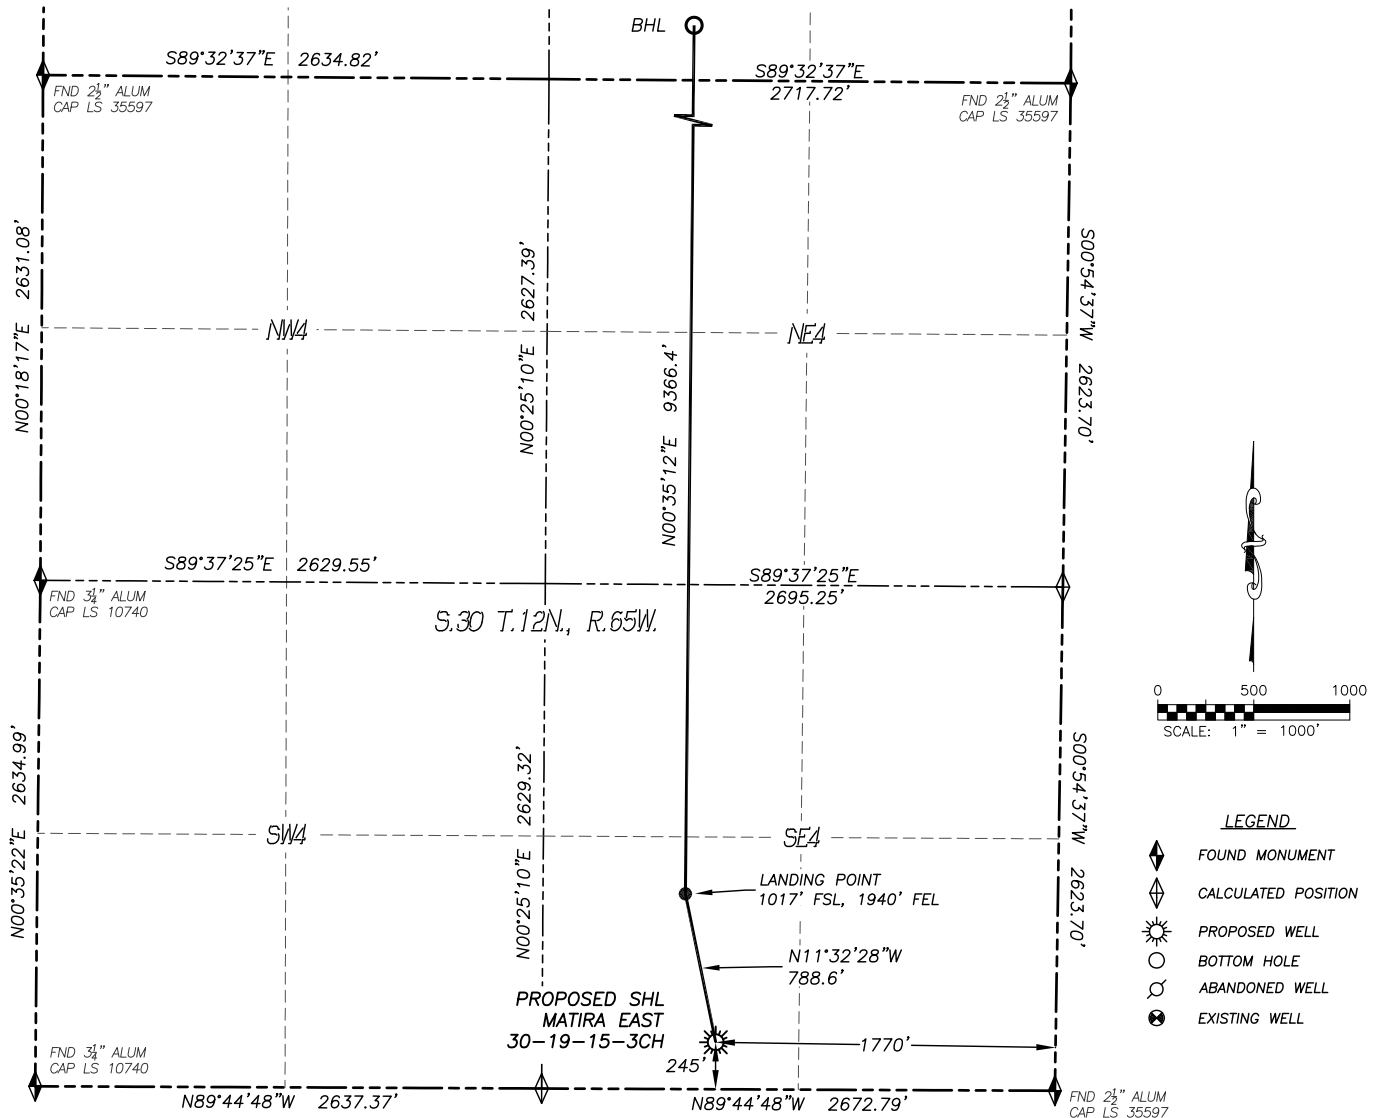 BHL
S89°32'37"E 2634.82'
S89°32'37"E
2717.72'
FND 2½" ALUM
CAP LS 35597
FND 2½" ALUM
CAP LS 35597
N00°18'17"E 2631.08'
N00°25'10"E 2627.39'
N00°35'12"E 9366.4'
S00°54'37"W 2623.70'
NW4
NE4
S89°37'25"E 2629.55'
S89°37'25"E
2695.25'
FND 3¼" ALUM
CAP LS 10740
S.30 T.12N., R.65W.
0 500 1000
SCALE: 1" = 1000'
N00°35'22"E 2634.99'
N00°25'10"E 2629.32'
S00°54'37"W 2623.70'
SW4
SE4
LANDING POINT
1017' FSL, 1940' FEL
N11°32'28"W
788.6'
PROPOSED SHL
MATIRA EAST
30-19-15-3CH
1770'
245'
FND 3¼" ALUM
CAP LS 10740
N89°44'48"W 2637.37'
N89°44'48"W 2672.79'
FND 2½" ALUM
CAP LS 35597
LEGEND
FOUND MONUMENT
CALCULATED POSITION
PROPOSED WELL
BOTTOM HOLE
ABANDONED WELL
EXISTING WELL